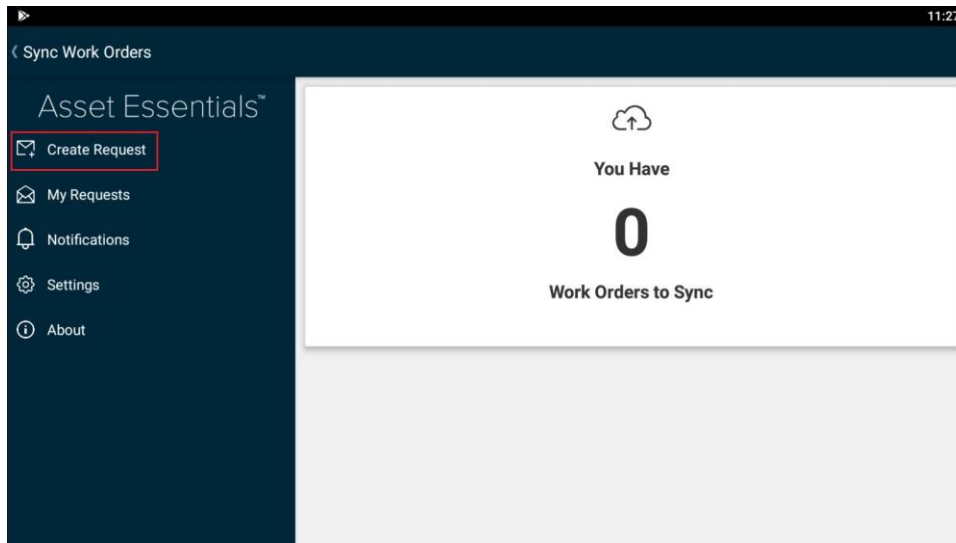 11:27
Sync Work Orders
Asset Essentials™
Create Request
My Requests
Notifications
Settings
About
You Have
0
Work Orders to Sync